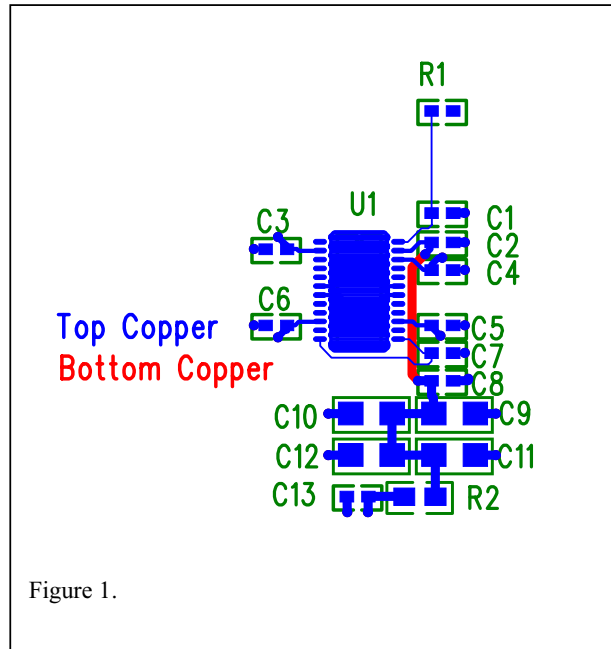 R1
U1
C3
C1
C2
C4
C6
C5
Top Copper
C7
Bottom Copper
C8
C10
C9
C12
C11
C13
R2
Figure 1.